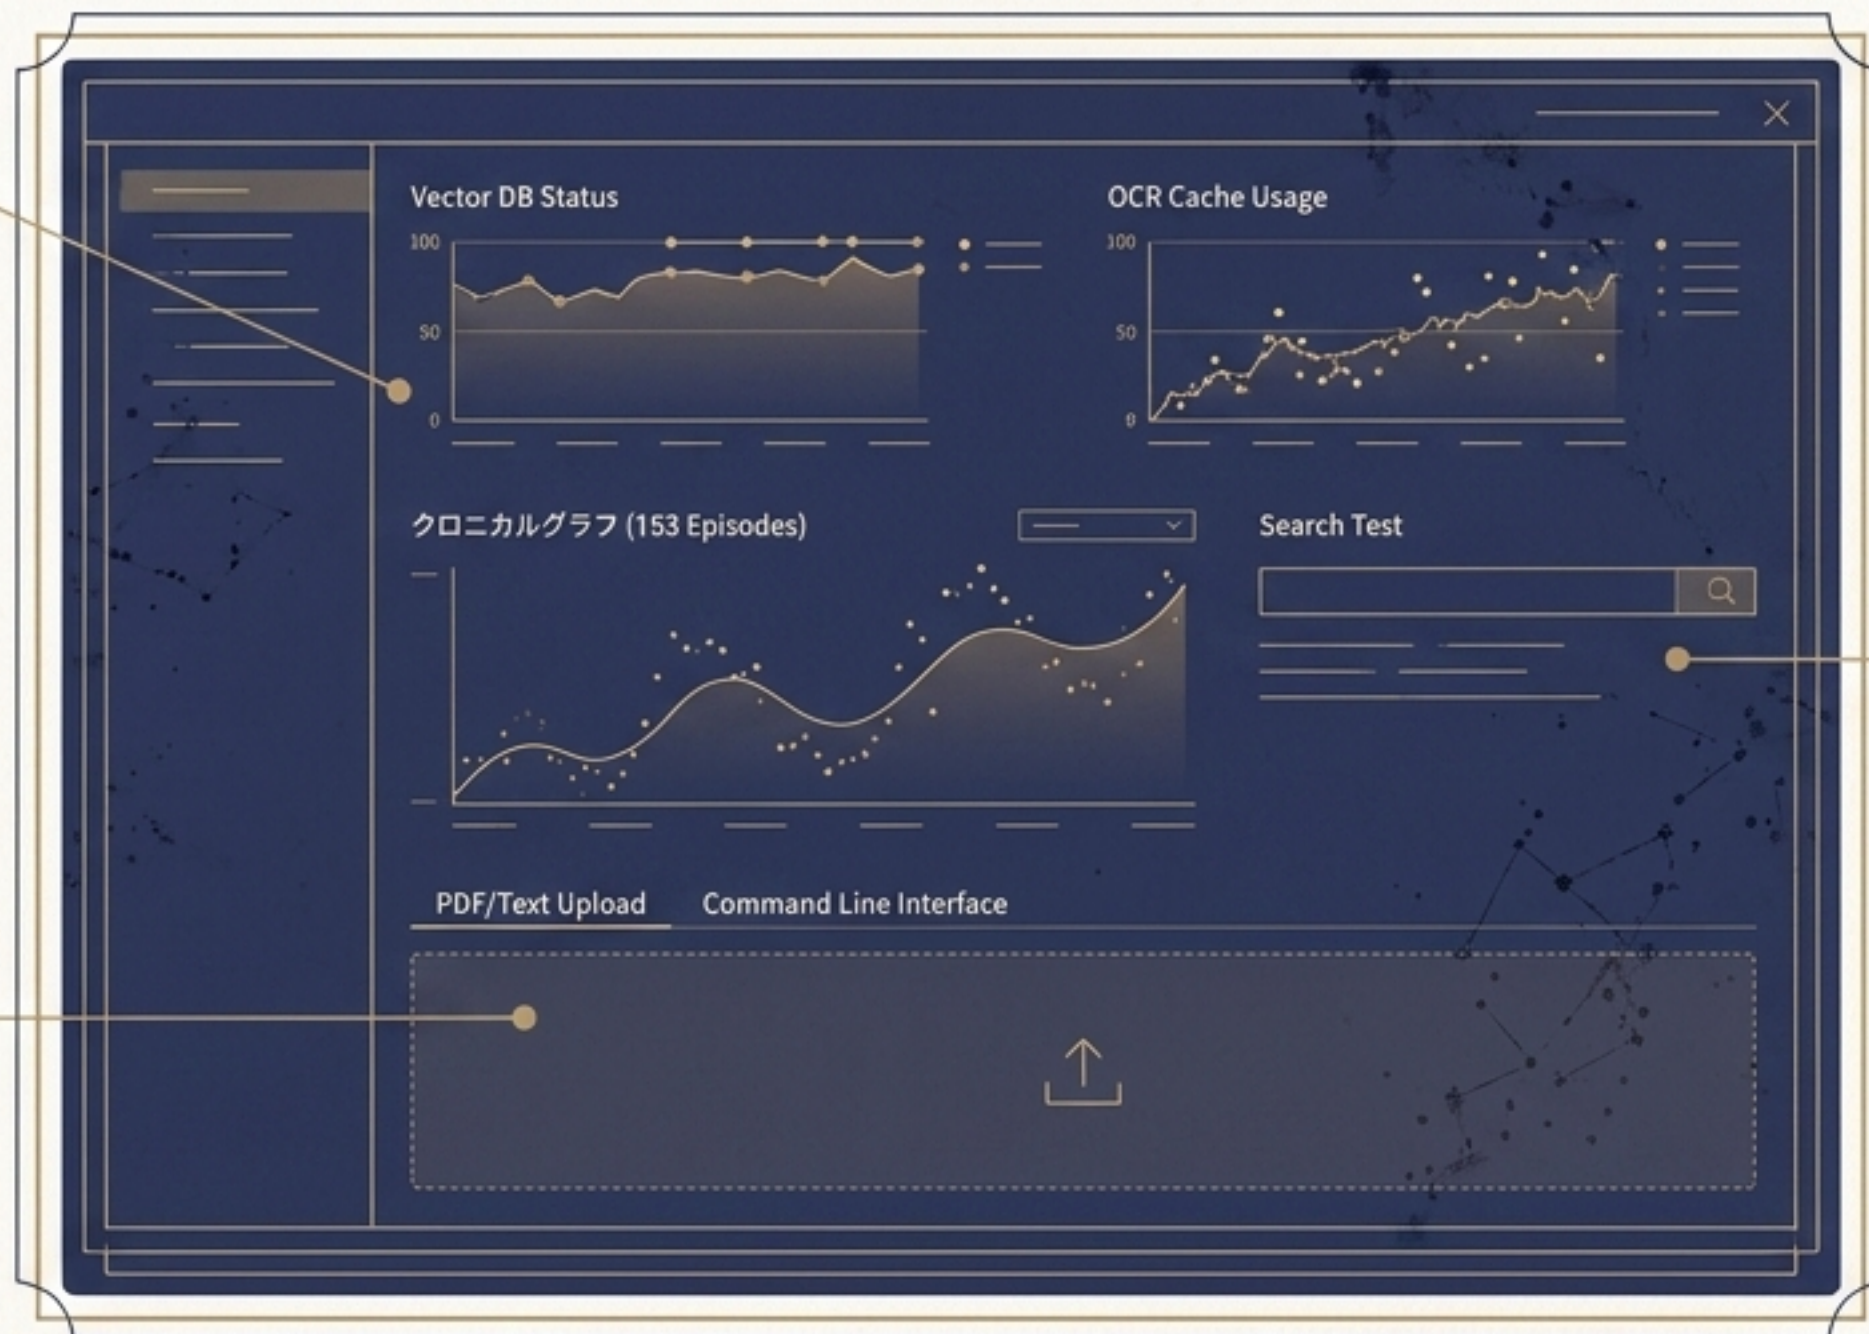 Vector DB Status
100
50
0
OCR Cache Usage
100
50
0
クロニカルグラフ (153 Episodes)
Search Test
PDF/Text Upload
Command Line Interface